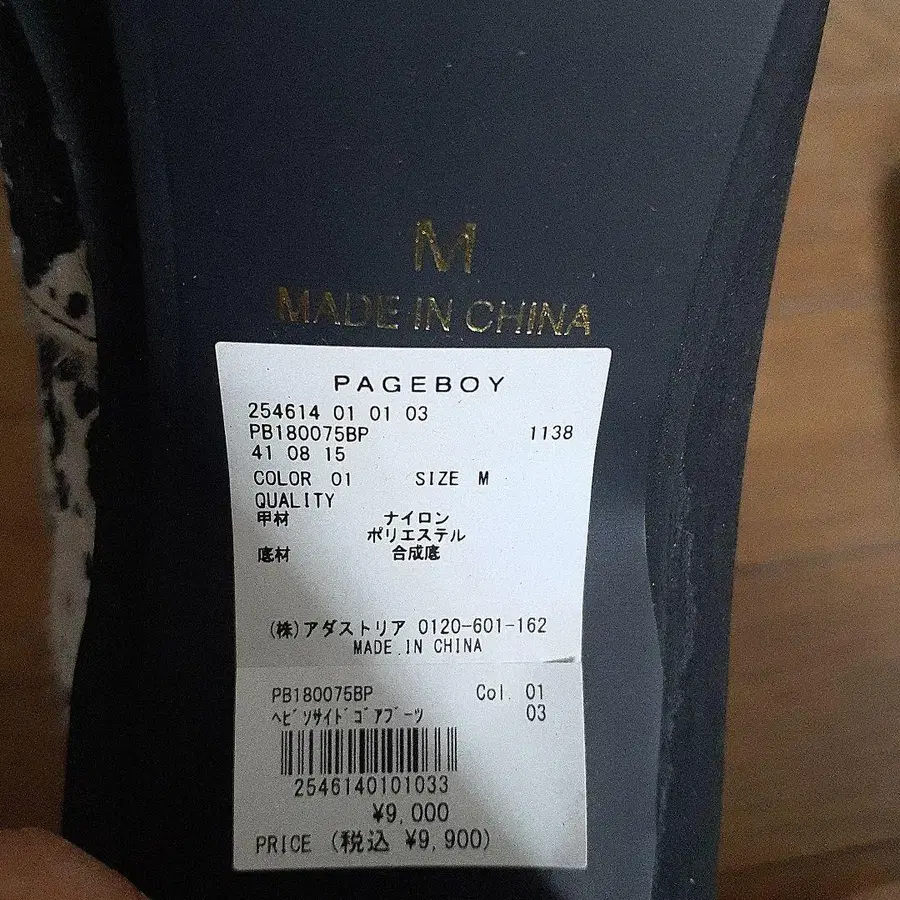 M
MADE IN CHINA
PAGEBOY
254614 01 01 03
PB180075BP 1138
41 08 15
COLOR 01 SIZE M
QUALITY
甲材 ナイロン
ポリエステル
底材 合成底
(株)アダストリア 0120-601-162
MADE IN CHINA
PB180075BP Col. 01
ﾍﾋﾞｿｻｲﾄﾞｺﾞｱﾌﾞｰﾂ 03
2546140101033
¥9,000
PRICE (税込 ¥9,900)